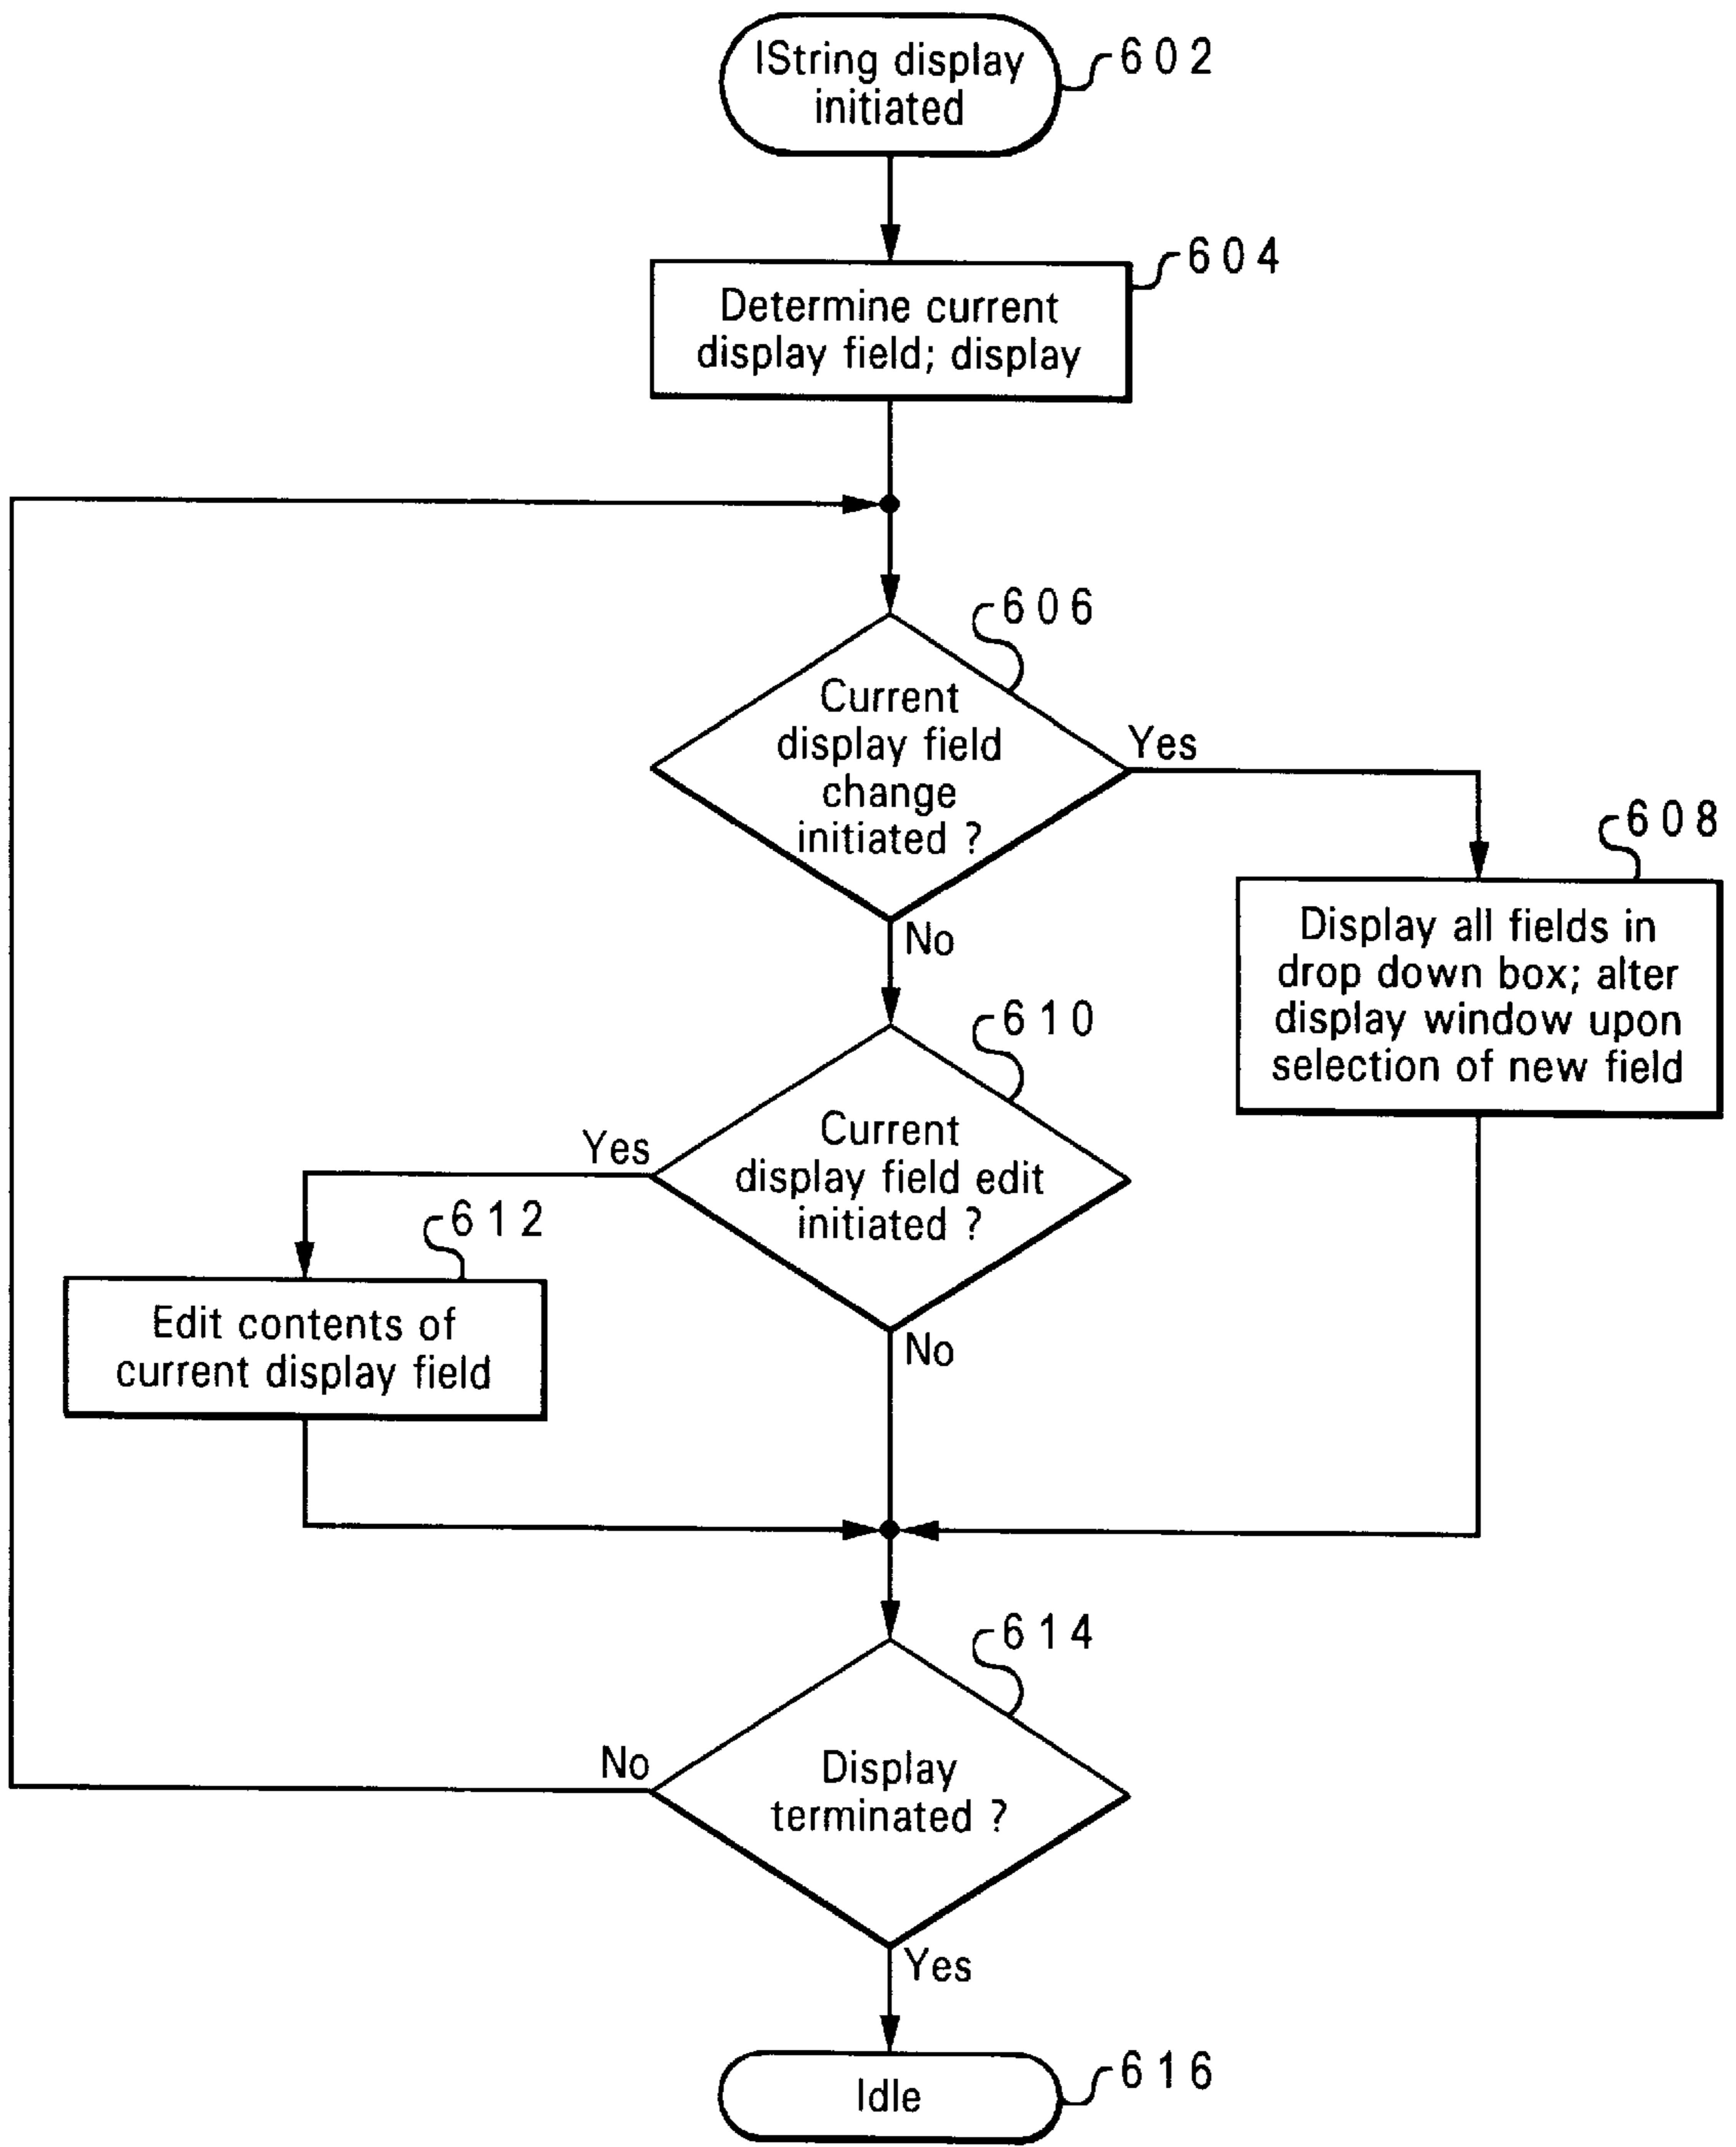 IString display
initiated
602
Determine current
display field; display
604
606
Current
display field
change
initiated ?
Yes
No
608
Display all fields in
drop down box; alter
display window upon
selection of new field
610
Current
display field edit
initiated ?
Yes
No
612
Edit contents of
current display field
614
Display
terminated ?
No
Yes
Idle
616